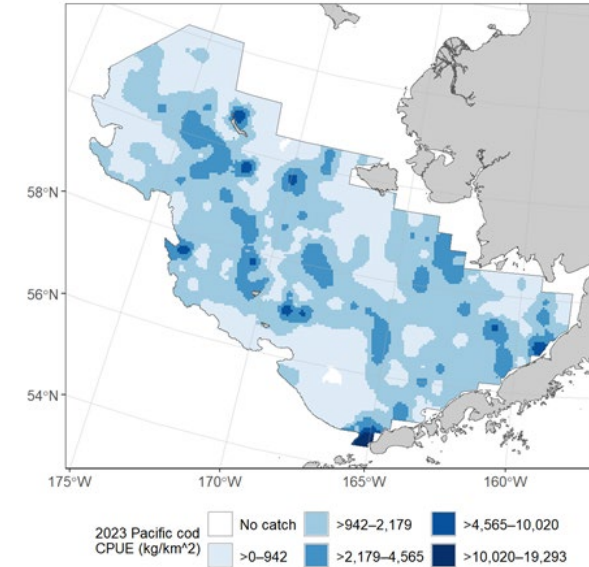 58°N
56°N
54°N
175°W 170°W 165°W 160°W
2023 Pacific cod
CPUE (kg/km^2)
No catch >942–2,179 >4,565–10,020
>0–942 >2,179–4,565 >10,020–19,293